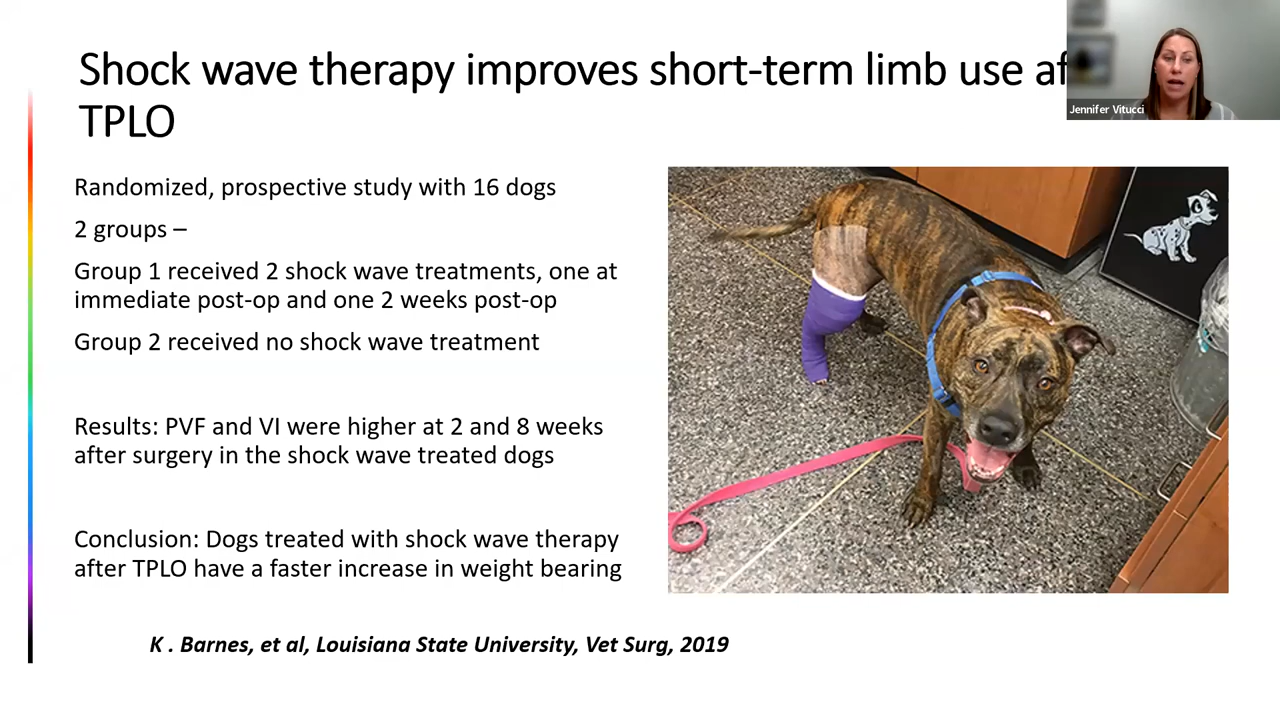 Shock wave therapy improves short-term limb use
TPLO
Jennifer Vitucci
Randomized, prospective study with 16 dogs
2 groups –
Group 1 received 2 shock wave treatments, one at
immediate post-op and one 2 weeks post-op
Group 2 received no shock wave treatment
Results: PVF and VI were higher at 2 and 8 weeks
after surgery in the shock wave treated dogs
Conclusion: Dogs treated with shock wave therapy
after TPLO have a faster increase in weight bearing
K . Barnes, et al, Louisiana State University, Vet Surg, 2019